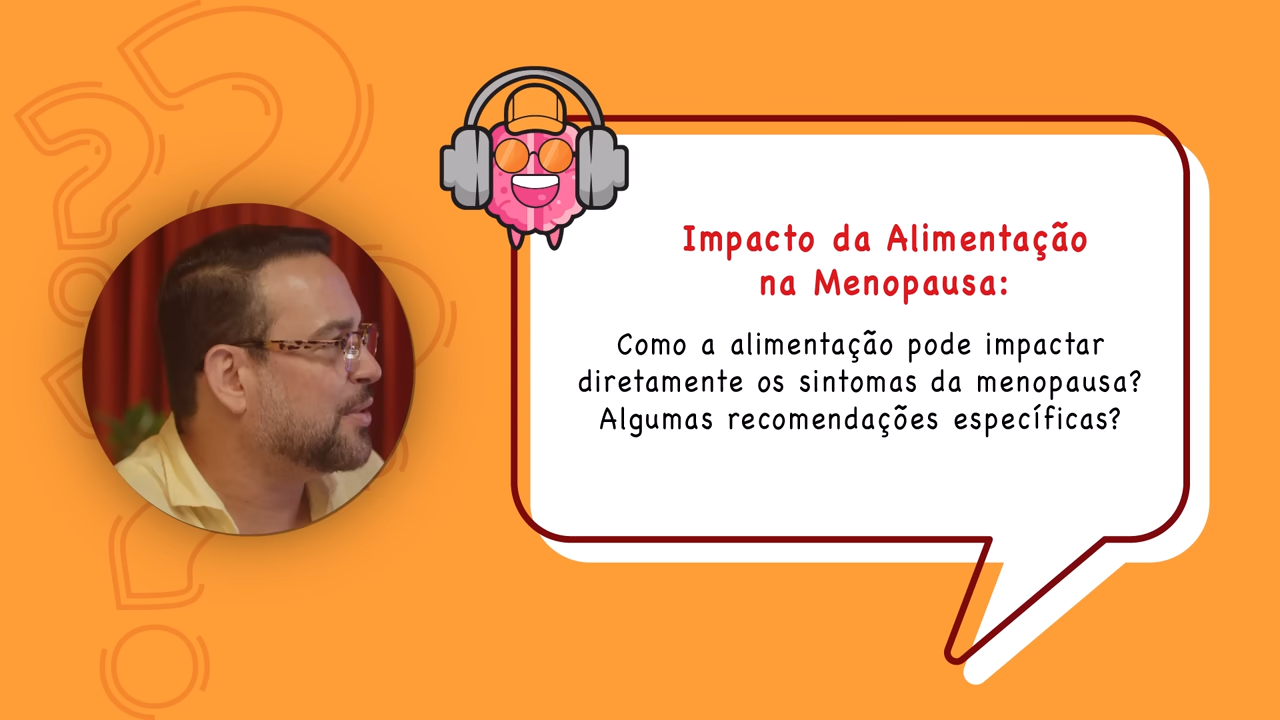 Impacto da Alimentação
na Menopausa:
Como a alimentação pode impactar
diretamente os sintomas da menopausa?
Algumas recomendações específicas?